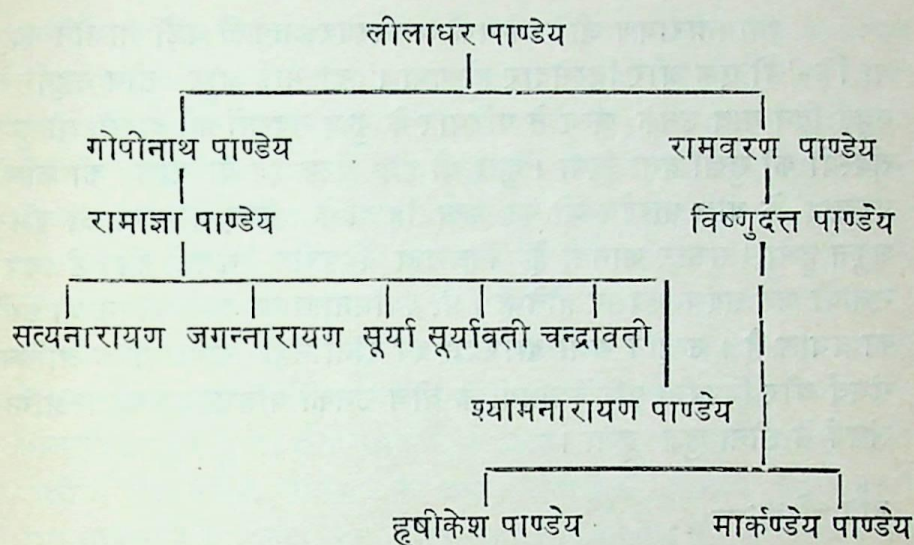 लीलाधर पाण्डेय
गोपीनाथ पाण्डेय रामवरण पाण्डेय
रामाज्ञा पाण्डेय विष्णुदत्त पाण्डेय
सत्यनारायण जगन्नारायण सूर्या सूर्यावती चन्द्रावती
श्यामनारायण पाण्डेय
हृषीकेश पाण्डेय मार्कण्डेय पाण्डेय